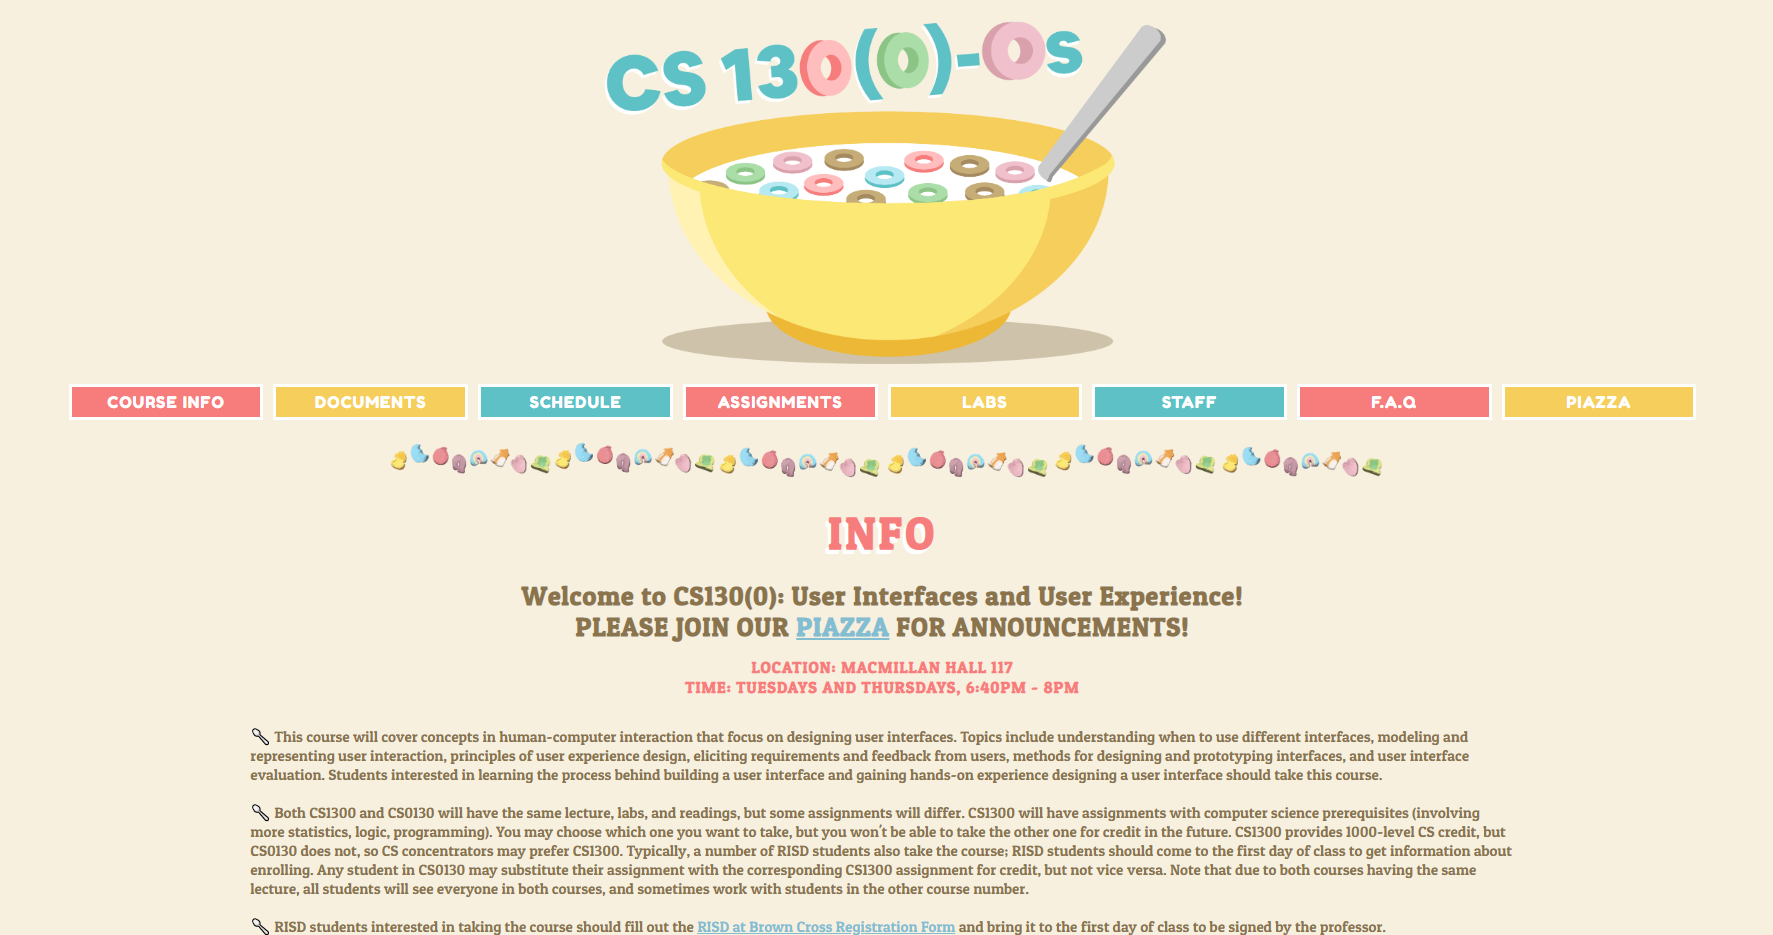 CS 130(0)-Os
COURSE INFO
DOCUMENTS
SCHEDULE
ASSIGNMENTS
LABS
STAFF
F.A.Q
PIAZZA
INFO
Welcome to CS130(0): User Interfaces and User Experience!
PLEASE JOIN OUR PIAZZA FOR ANNOUNCEMENTS!
LOCATION: MACMILLAN HALL 117
TIME: TUESDAYS AND THURSDAYS, 6:40PM - 8PM
This course will cover concepts in human-computer interaction that focus on designing user interfaces. Topics include understanding when to use different interfaces, modeling and
representing user interaction, principles of user experience design, eliciting requirements and feedback from users, methods for designing and prototyping interfaces, and user interface
evaluation. Students interested in learning the process behind building a user interface and gaining hands-on experience designing a user interface should take this course.
Both CS1300 and CS0130 will have the same lecture, labs, and readings, but some assignments will differ. CS1300 will have assignments with computer science prerequisites (involving
more statistics, logic, programming). You may choose which one you want to take, but you won't be able to take the other one for credit in the future. CS1300 provides 1000-level CS credit, but
CS0130 does not, so CS concentrators may prefer CS1300. Typically, a number of RISD students also take the course; RISD students should come to the first day of class to get information about
enrolling. Any student in CS0130 may substitute their assignment with the corresponding CS1300 assignment for credit, but not vice versa. Note that due to both courses having the same
lecture, all students will see everyone in both courses, and sometimes work with students in the other course number.
RISD students interested in taking the course should fill out the RISD at Brown Cross Registration Form and bring it to the first day of class to be signed by the professor.